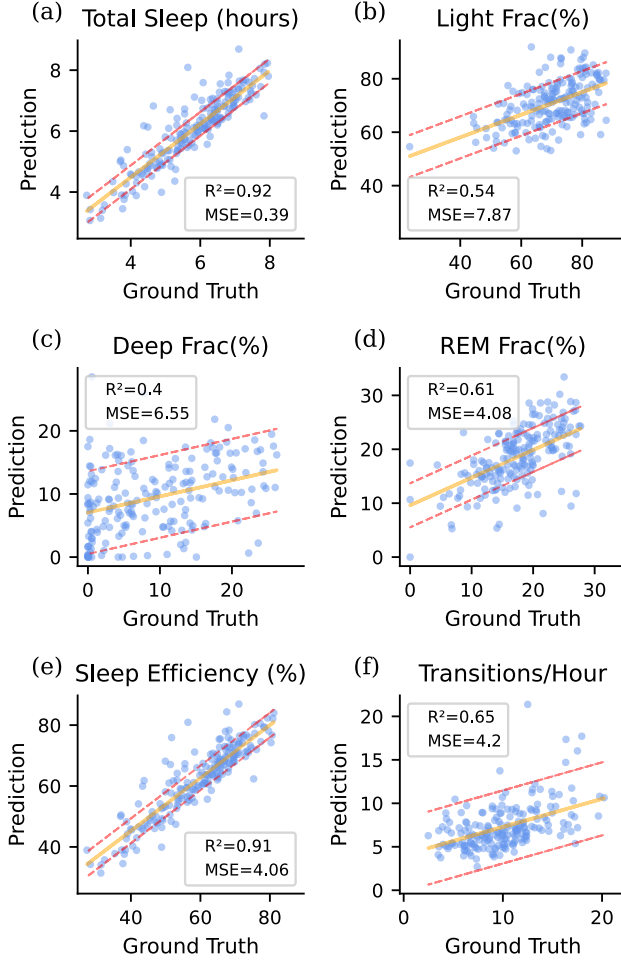 (a) Total Sleep (hours)
8
6
4
Prediction
R²=0.92
MSE=0.39
4 6 8
Ground Truth
(b) Light Frac(%)
80
60
40
Prediction
R²=0.54
MSE=7.87
40 60 80
Ground Truth
(c) Deep Frac(%)
R²=0.4
MSE=6.55
20
10
0
Prediction
0 10 20
Ground Truth
(d) REM Frac(%)
R²=0.61
MSE=4.08
30
20
10
0
Prediction
0 10 20 30
Ground Truth
(e) Sleep Efficiency (%)
80
60
40
Prediction
R²=0.91
MSE=4.06
40 60 80
Ground Truth
(f) Transitions/Hour
R²=0.65
MSE=4.2
20
15
10
5
0
Prediction
0 10 20
Ground Truth